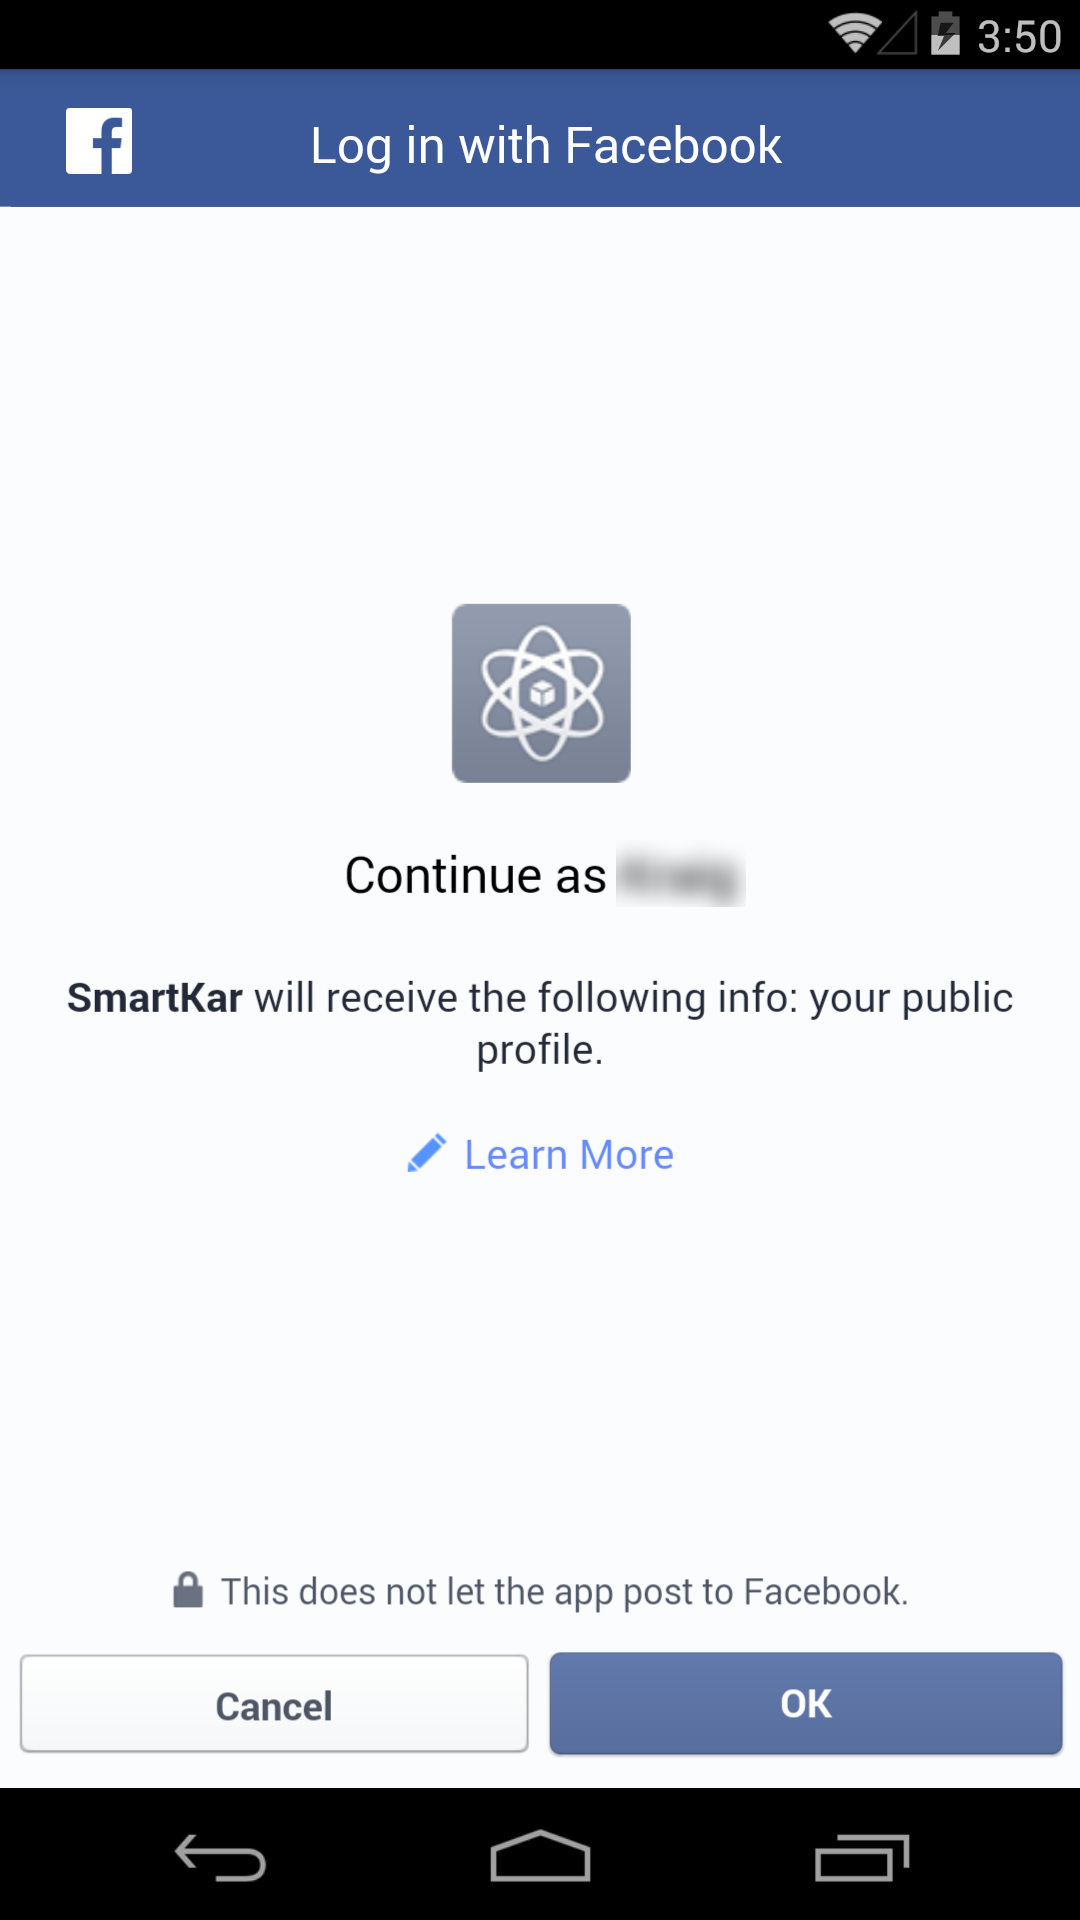 3:50
Log in with Facebook
Continue as
SmartKar will receive the following info: your public
profile.
Learn More
This does not let the app post to Facebook.
Cancel
OK